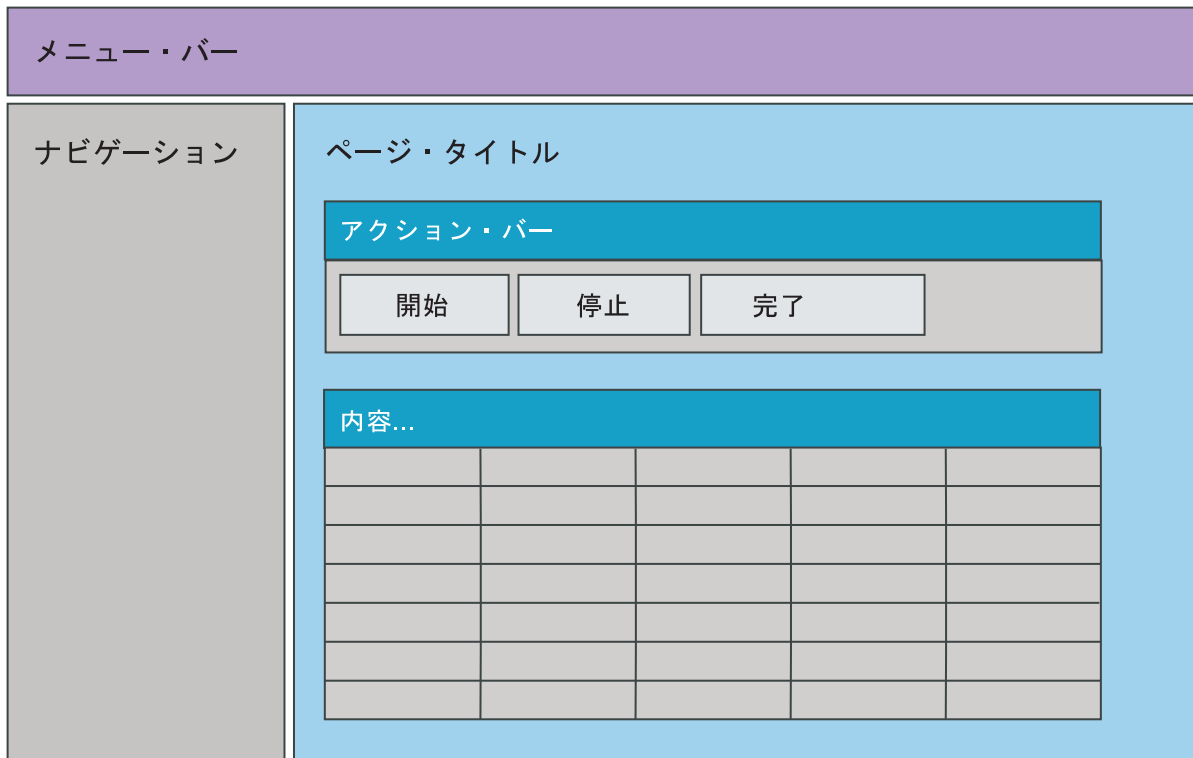 メニュー・バー
ナビゲーション
ページ・タイトル
アクション・バー
開始 停止 完了
内容...